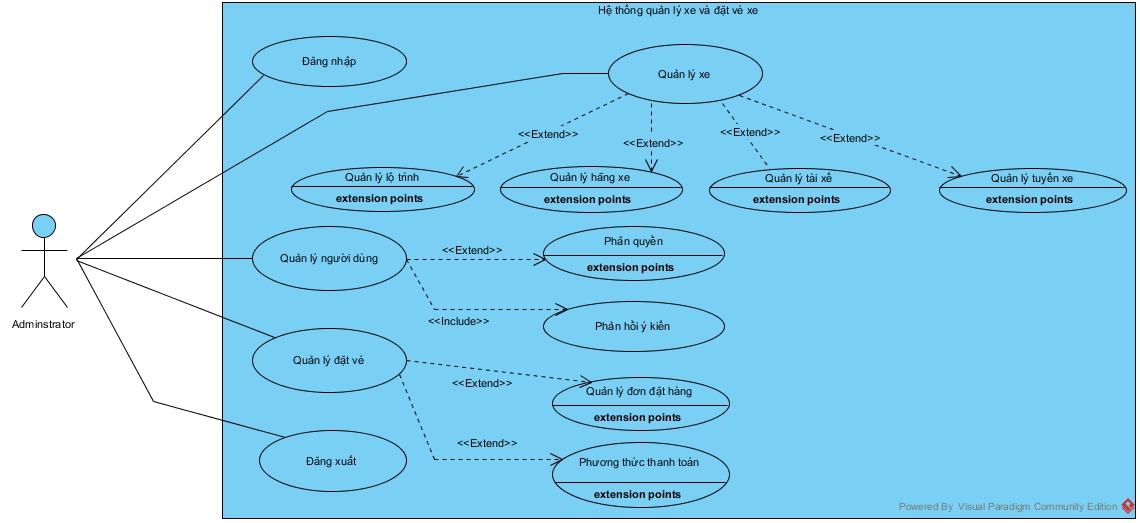 Hệ thống quản lý xe và đặt vé xe
Đăng nhập
Quản lý xe
<<Extend>>
<<Extend>>
<<Extend>>
<<Extend>>
Quản lý lộ trình
extension points
Quản lý hãng xe
extension points
Quản lý tài xế
extension points
Quản lý tuyến xe
extension points
Adminstrator
Quản lý người dùng
<<Extend>>
Phân quyền
extension points
<<Include>>
Phản hồi ý kiến
Quản lý đặt vé
<<Extend>>
Quản lý đơn đặt hàng
extension points
<<Extend>>
Phương thức thanh toán
extension points
Đăng xuất
Powered By Visual Paradigm Community Edition